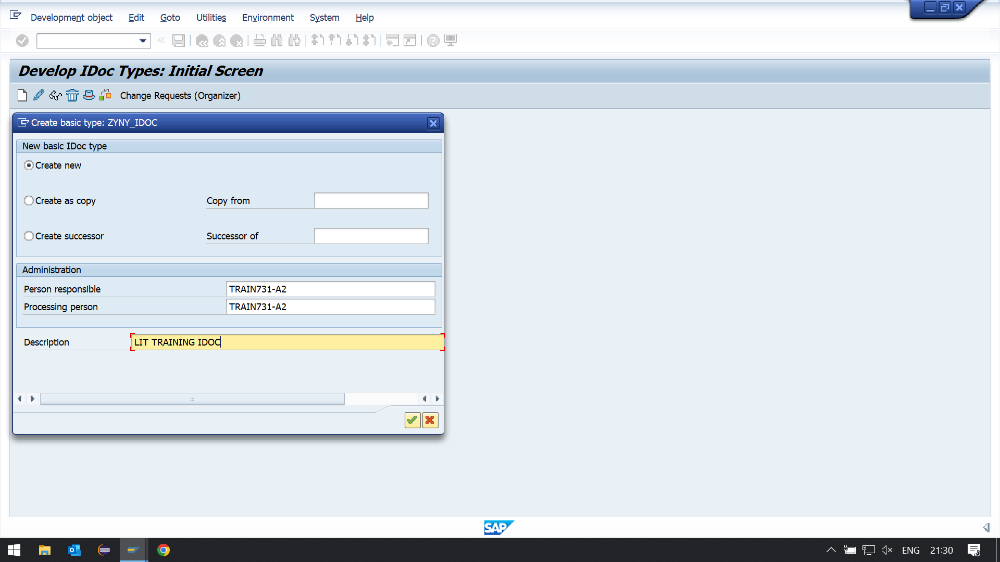 Development object Edit Goto Utilities Environment System Help
Develop IDoc Types: Initial Screen
Change Requests (Organizer)
Create basic type: ZYNY_IDOC
New basic IDoc type
Create new
Create as copy Copy from
Create successor Successor of
Administration
Person responsible TRAIN731-A2
Processing person TRAIN731-A2
Description LIT TRAINING IDOC
SAP
ENG 21:30